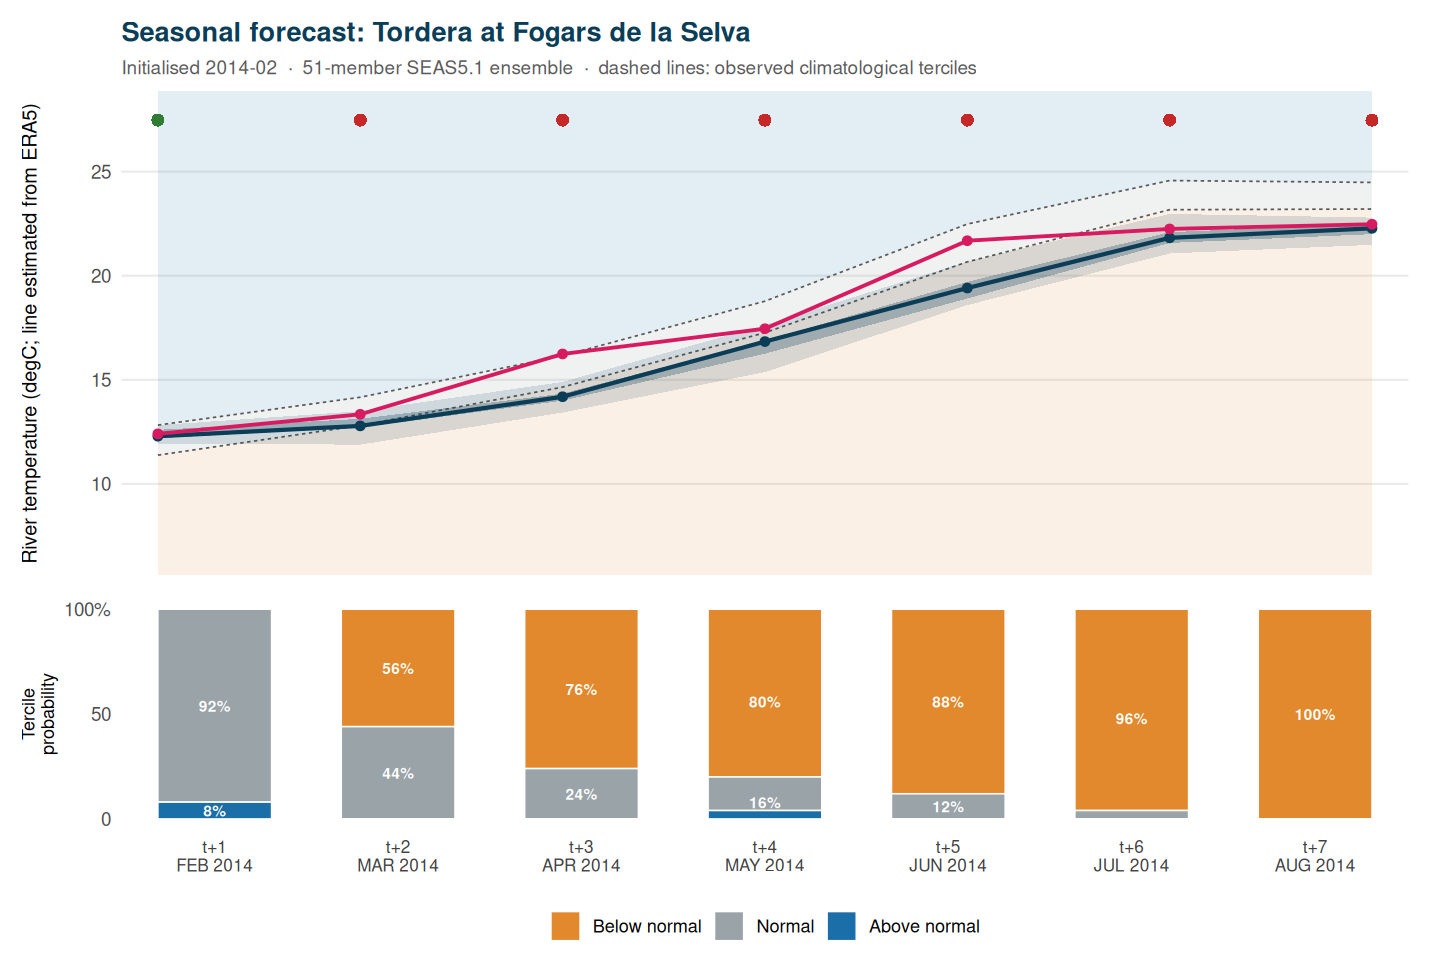 Seasonal forecast: Tordera at Fogars de la Selva
Initialised 2014-02 · 51-member SEAS5.1 ensemble · dashed lines: observed climatological terciles
River temperature (degC; line estimated from ERA5)
25
20
15
10
Tercile
probability
100%
50
0
92%
8%
56%
44%
76%
24%
80%
16%
88%
12%
96%
100%
t+1
FEB 2014
t+2
MAR 2014
t+3
APR 2014
t+4
MAY 2014
t+5
JUN 2014
t+6
JUL 2014
t+7
AUG 2014
Below normal
Normal
Above normal